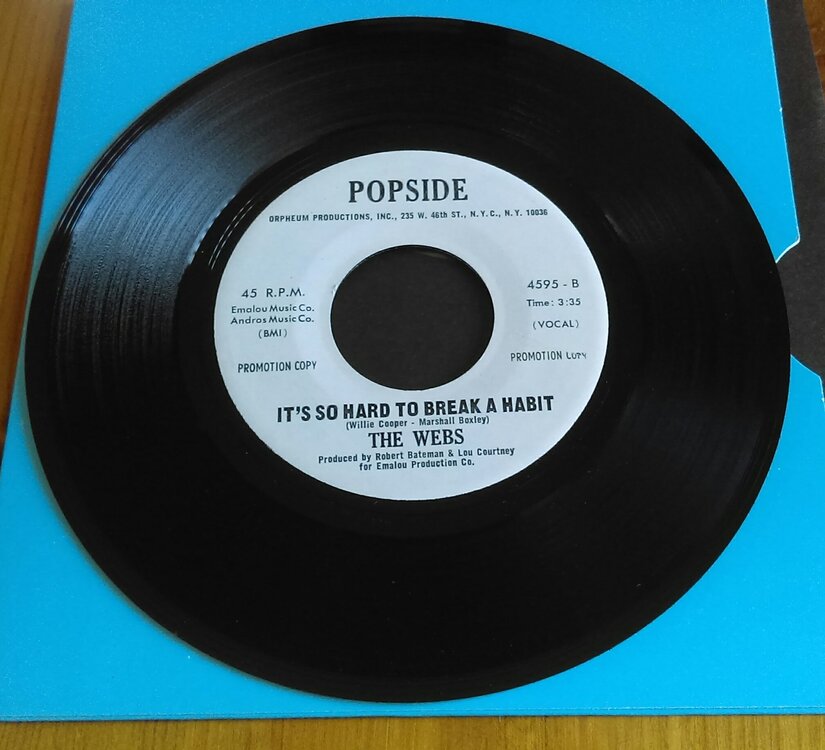 POPSIDE
ORPHEUM PRODUCTIONS, INC., 235 W. 46th ST., N.Y.C., N.Y. 10036
45 R.P.M.
Emalou Music Co.
Andros Music Co.
(BMI)
PROMOTION COPY
4595 - B
Time: 3:35
(VOCAL)
PROMOTION COPY
IT'S SO HARD TO BREAK A HABIT
(Willie Cooper - Marshall Boxley)
THE WEBS
Produced by Robert Bateman & Lou Courtney
for Emalou Production Co.